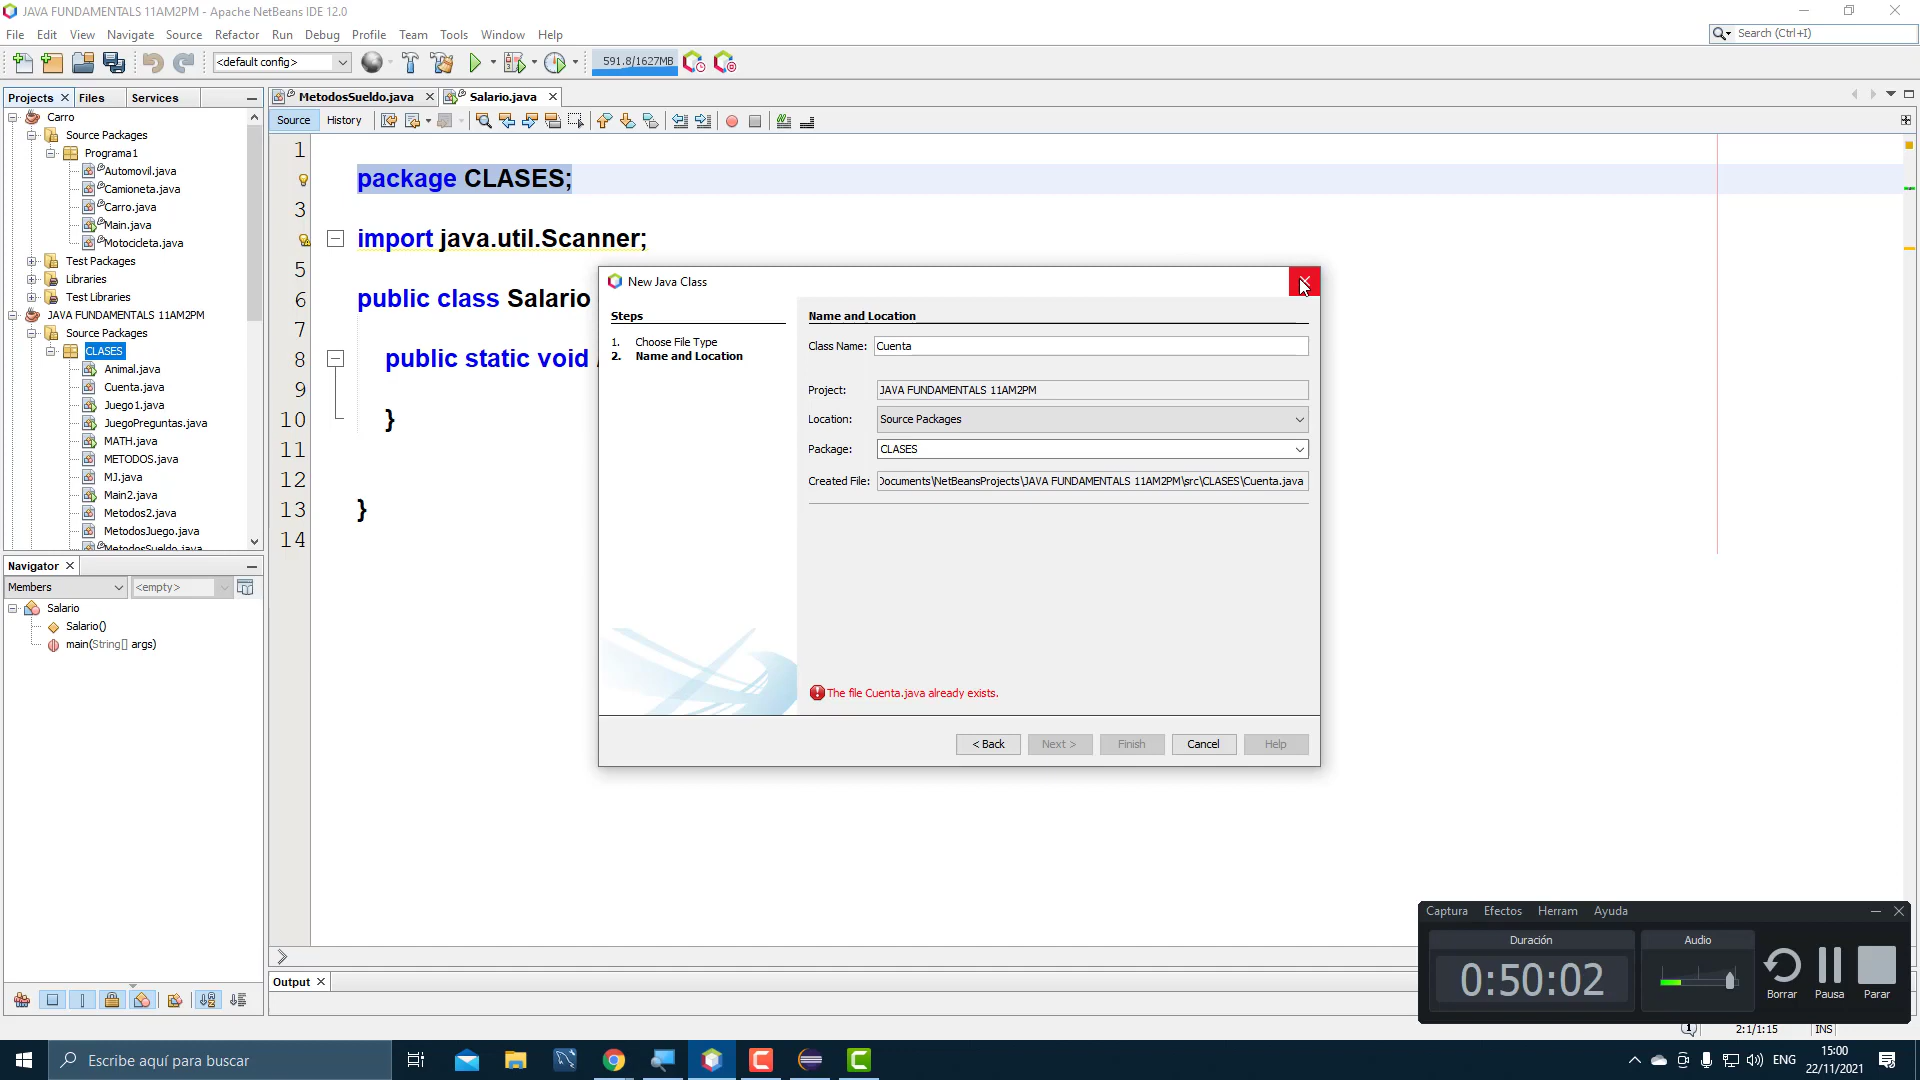 JAVA FUNDAMENTALS 11AM2PM - Apache NetBeans IDE 12.0
File Edit View Navigate Source Refactor Run Debug Profile Team Tools Window Help
Search (Ctrl+I)
<default config>
591.8/1627MB
Projects Files Services
MetodosSueldo.java Salario.java
Source History
Carro
Source Packages
Programa1
Automovil.java
Camioneta.java
Carro.java
Main.java
Motocicleta.java
Test Packages
Libraries
Test Libraries
JAVA FUNDAMENTALS 11AM2PM
Source Packages
CLASES
Animal.java
Cuenta.java
Juego1.java
JuegoPreguntas.java
MATH.java
METODOS.java
MJ.java
Main2.java
Metodos2.java
MetodosJuego.java
MetodosSueldo.java
Navigator
Members <empty>
Salario
Salario()
main(String[] args)
1
package CLASES;
3
import java.util.Scanner;
5
6 public class Salario
7
8 public static void
9
10 }
11
12
13 }
14
New Java Class
Steps
1. Choose File Type
2. Name and Location
Name and Location
Class Name: Cuenta
Project: JAVA FUNDAMENTALS 11AM2PM
Location: Source Packages
Package: CLASES
Created File: Documents\NetBeansProjects\JAVA FUNDAMENTALS 11AM2PM\src\CLASES\Cuenta.java
The file Cuenta.java already exists.
< Back Next > Finish Cancel Help
Output
Captura Efectos Herram Ayuda
Duración Audio
0:50:02
Borrar Pausa Parar
2:1/1:15 INS
Escribe aquí para buscar
ENG
15:00
22/11/2021